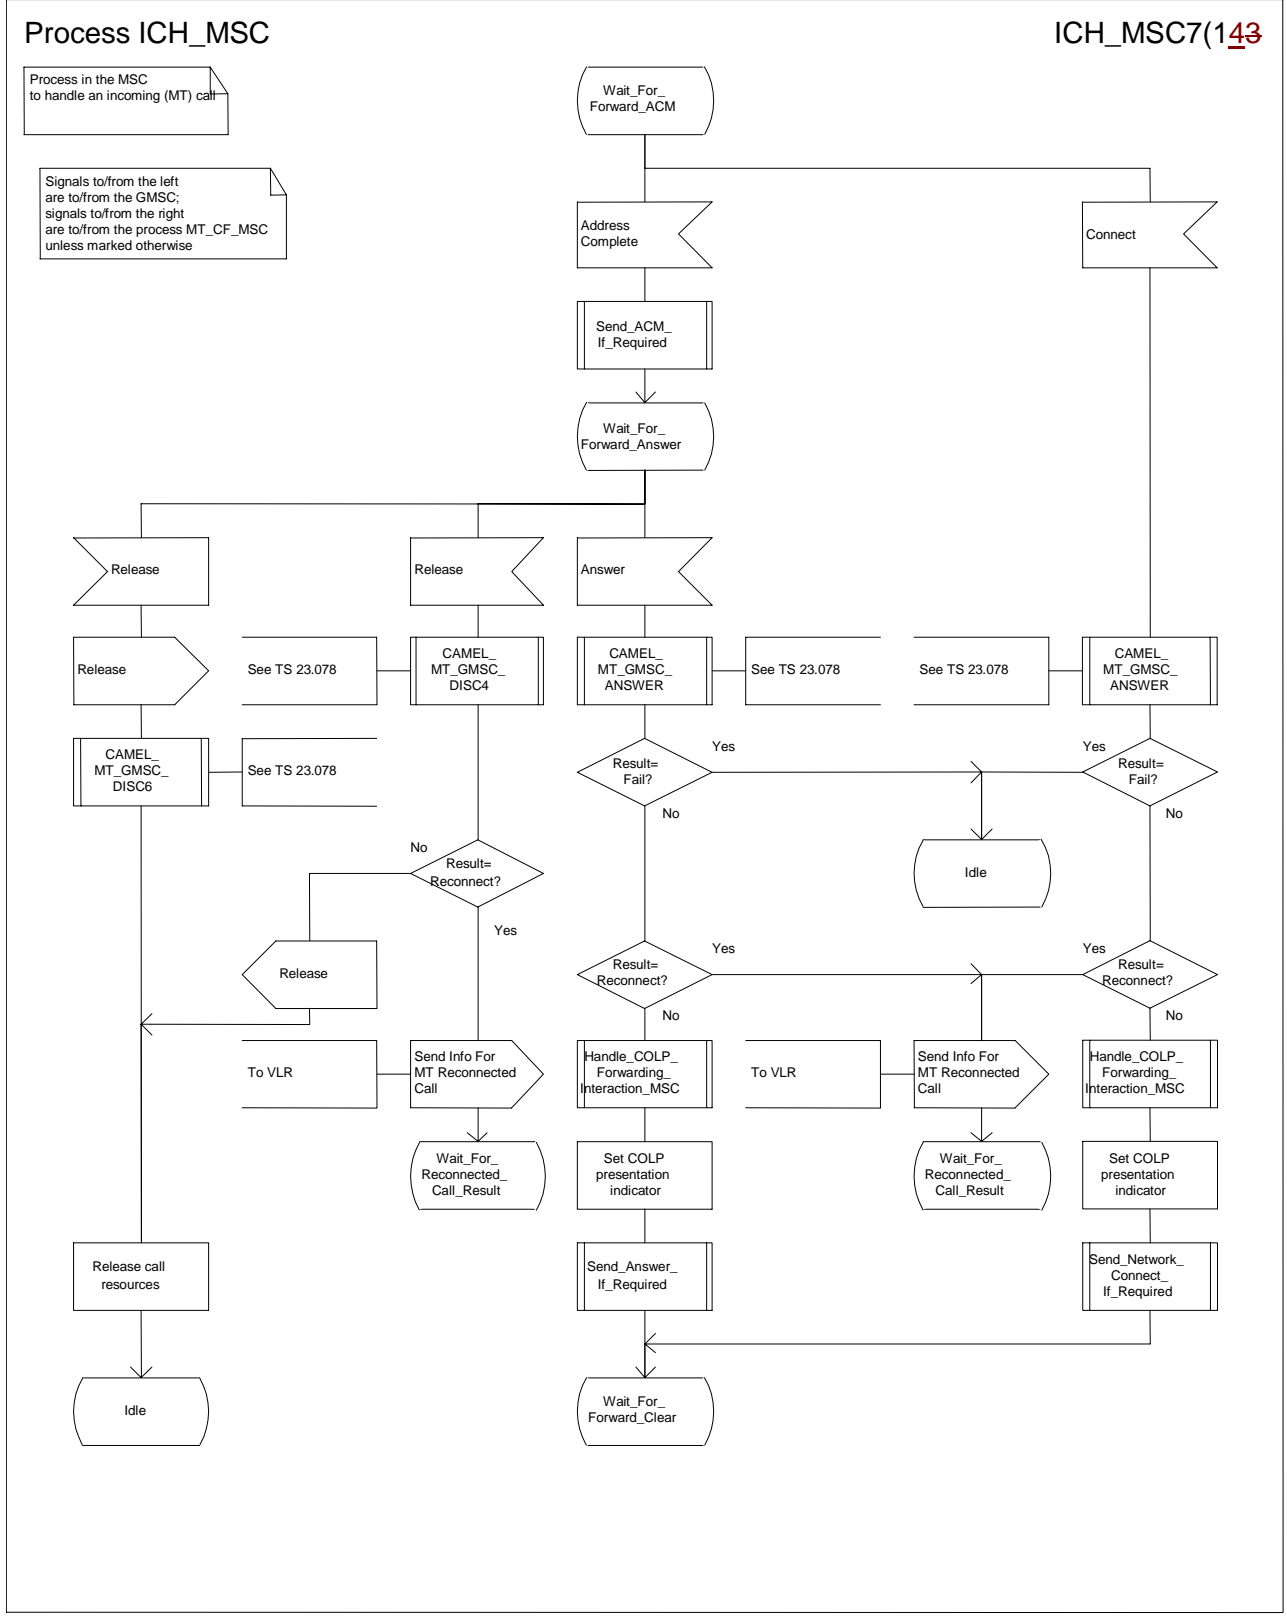 Process ICH_MSC
ICH_MSC7(143
Process in the MSC
to handle an incoming (MT) call
Signals to/from the left
are to/from the GMSC;
signals to/from the right
are to/from the process MT_CF_MSC
unless marked otherwise
Wait_For_
Forward_ACM
Address
Complete
Connect
Send_ACM_
If_Required
Wait_For_
Forward_Answer
Release
Release
Answer
Release
See TS 23.078
CAMEL_
MT_GMSC_
DISC4
CAMEL_
MT_GMSC_
ANSWER
See TS 23.078
See TS 23.078
CAMEL_
MT_GMSC_
ANSWER
CAMEL_
MT_GMSC_
DISC6
See TS 23.078
Result=
Fail?
Yes
No
Yes
Result=
Fail?
No
Idle
No
Result=
Reconnect?
Yes
Release
Result=
Reconnect?
Yes
No
Yes
Result=
Reconnect?
No
To VLR
Send Info For
MT Reconnected
Call
Handle_COLP_
Forwarding_
Interaction_MSC
To VLR
Send Info For
MT Reconnected
Call
Handle_COLP_
Forwarding_
Interaction_MSC
Wait_For_
Reconnected_
Call_Result
Set COLP
presentation
indicator
Wait_For_
Reconnected_
Call_Result
Set COLP
presentation
indicator
Release call
resources
Send_Answer_
If_Required
Send_Network_
Connect_
If_Required
Idle
Wait_For_
Forward_Clear